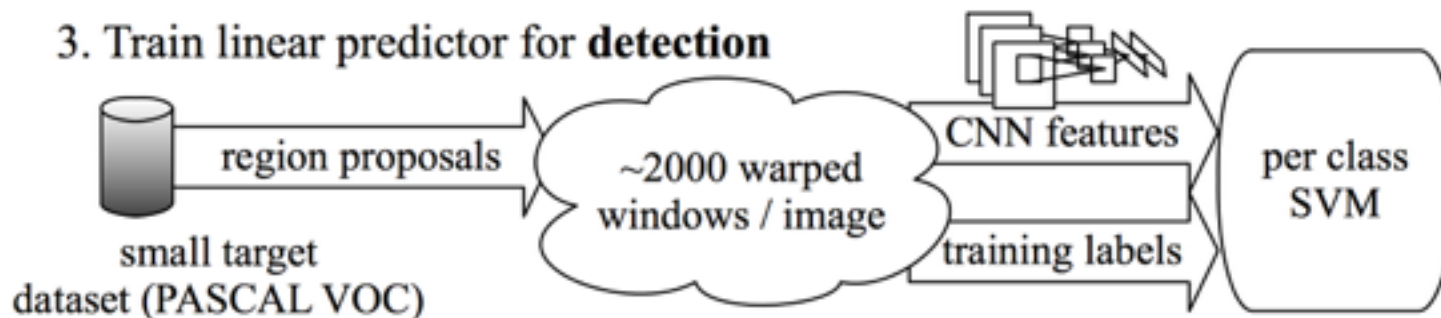 3. Train linear predictor for detection
region proposals
small target
dataset (PASCAL VOC)
~2000 warped
windows / image
CNN features
training labels
per class
SVM